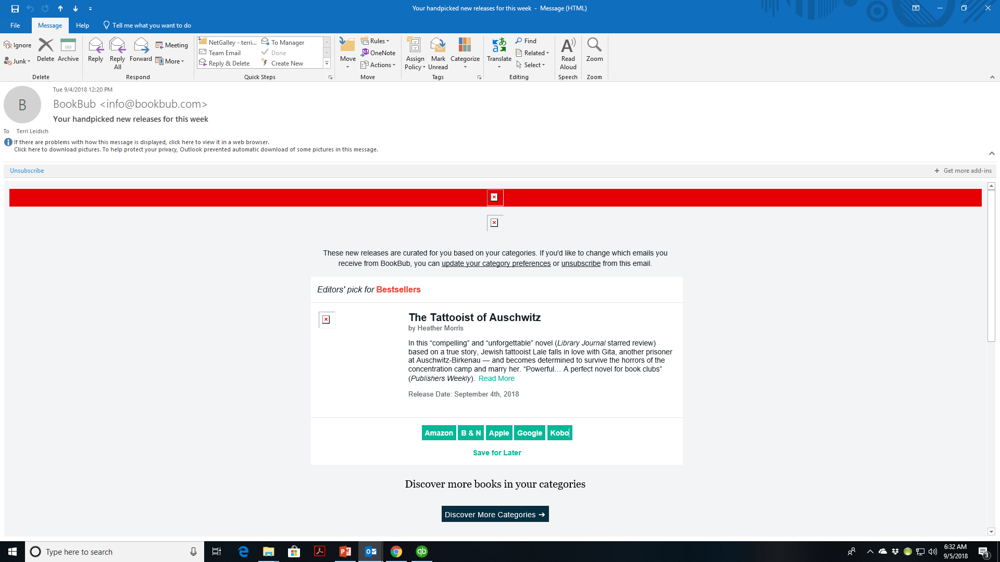 Your handpicked new releases for this week - Message (HTML)
File Message Help Tell me what you want to do
Ignore
Junk
Delete
Archive
Delete
Reply
Reply All
Forward
Meeting
More
Respond
NetGalley - terri...
Team Email
Reply & Delete
To Manager
Done
Create New
Quick Steps
Move
Rules
OneNote
Actions
Move
Assign Policy
Mark Unread
Categorize
Tags
Translate
Find
Related
Select
Editing
Read Aloud
Speech
Zoom
Zoom
B
Tue 9/4/2018 12:20 PM
BookBub <info@bookbub.com>
Your handpicked new releases for this week
To Terri Leidich
If there are problems with how this message is displayed, click here to view it in a web browser.
Click here to download pictures. To help protect your privacy, Outlook prevented automatic download of some pictures in this message.
Unsubscribe
+ Get more add-ins
These new releases are curated for you based on your categories. If you'd like to change which emails you
receive from BookBub, you can update your category preferences or unsubscribe from this email.
Editors' pick for Bestsellers
The Tattooist of Auschwitz
by Heather Morris
In this “compelling” and “unforgettable” novel (Library Journal starred review)
based on a true story, Jewish tattooist Lale falls in love with Gita, another prisoner
at Auschwitz-Birkenau — and becomes determined to survive the horrors of the
concentration camp and marry her. “Powerful… A perfect novel for book clubs”
(Publishers Weekly). Read More
Release Date: September 4th, 2018
Amazon B & N Apple Google Kobo
Save for Later
Discover more books in your categories
Discover More Categories ➔
Type here to search
6:32 AM
9/5/2018
3